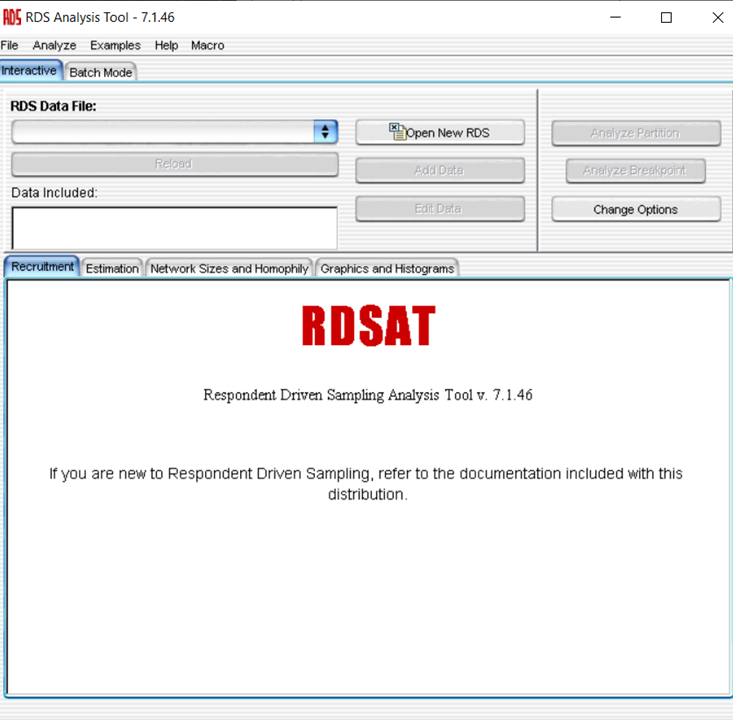 RDS RDS Analysis Tool - 7.1.46
File Analyze Examples Help Macro
Interactive Batch Mode
RDS Data File:
Open New RDS Analyze Partition
Reload Add Data Analyze Breakpoint
Data Included: Edit Data Change Options
Recruitment Estimation Network Sizes and Homophily Graphics and Histograms
RDSAT
Respondent Driven Sampling Analysis Tool v. 7.1.46
If you are new to Respondent Driven Sampling, refer to the documentation included with this
distribution.